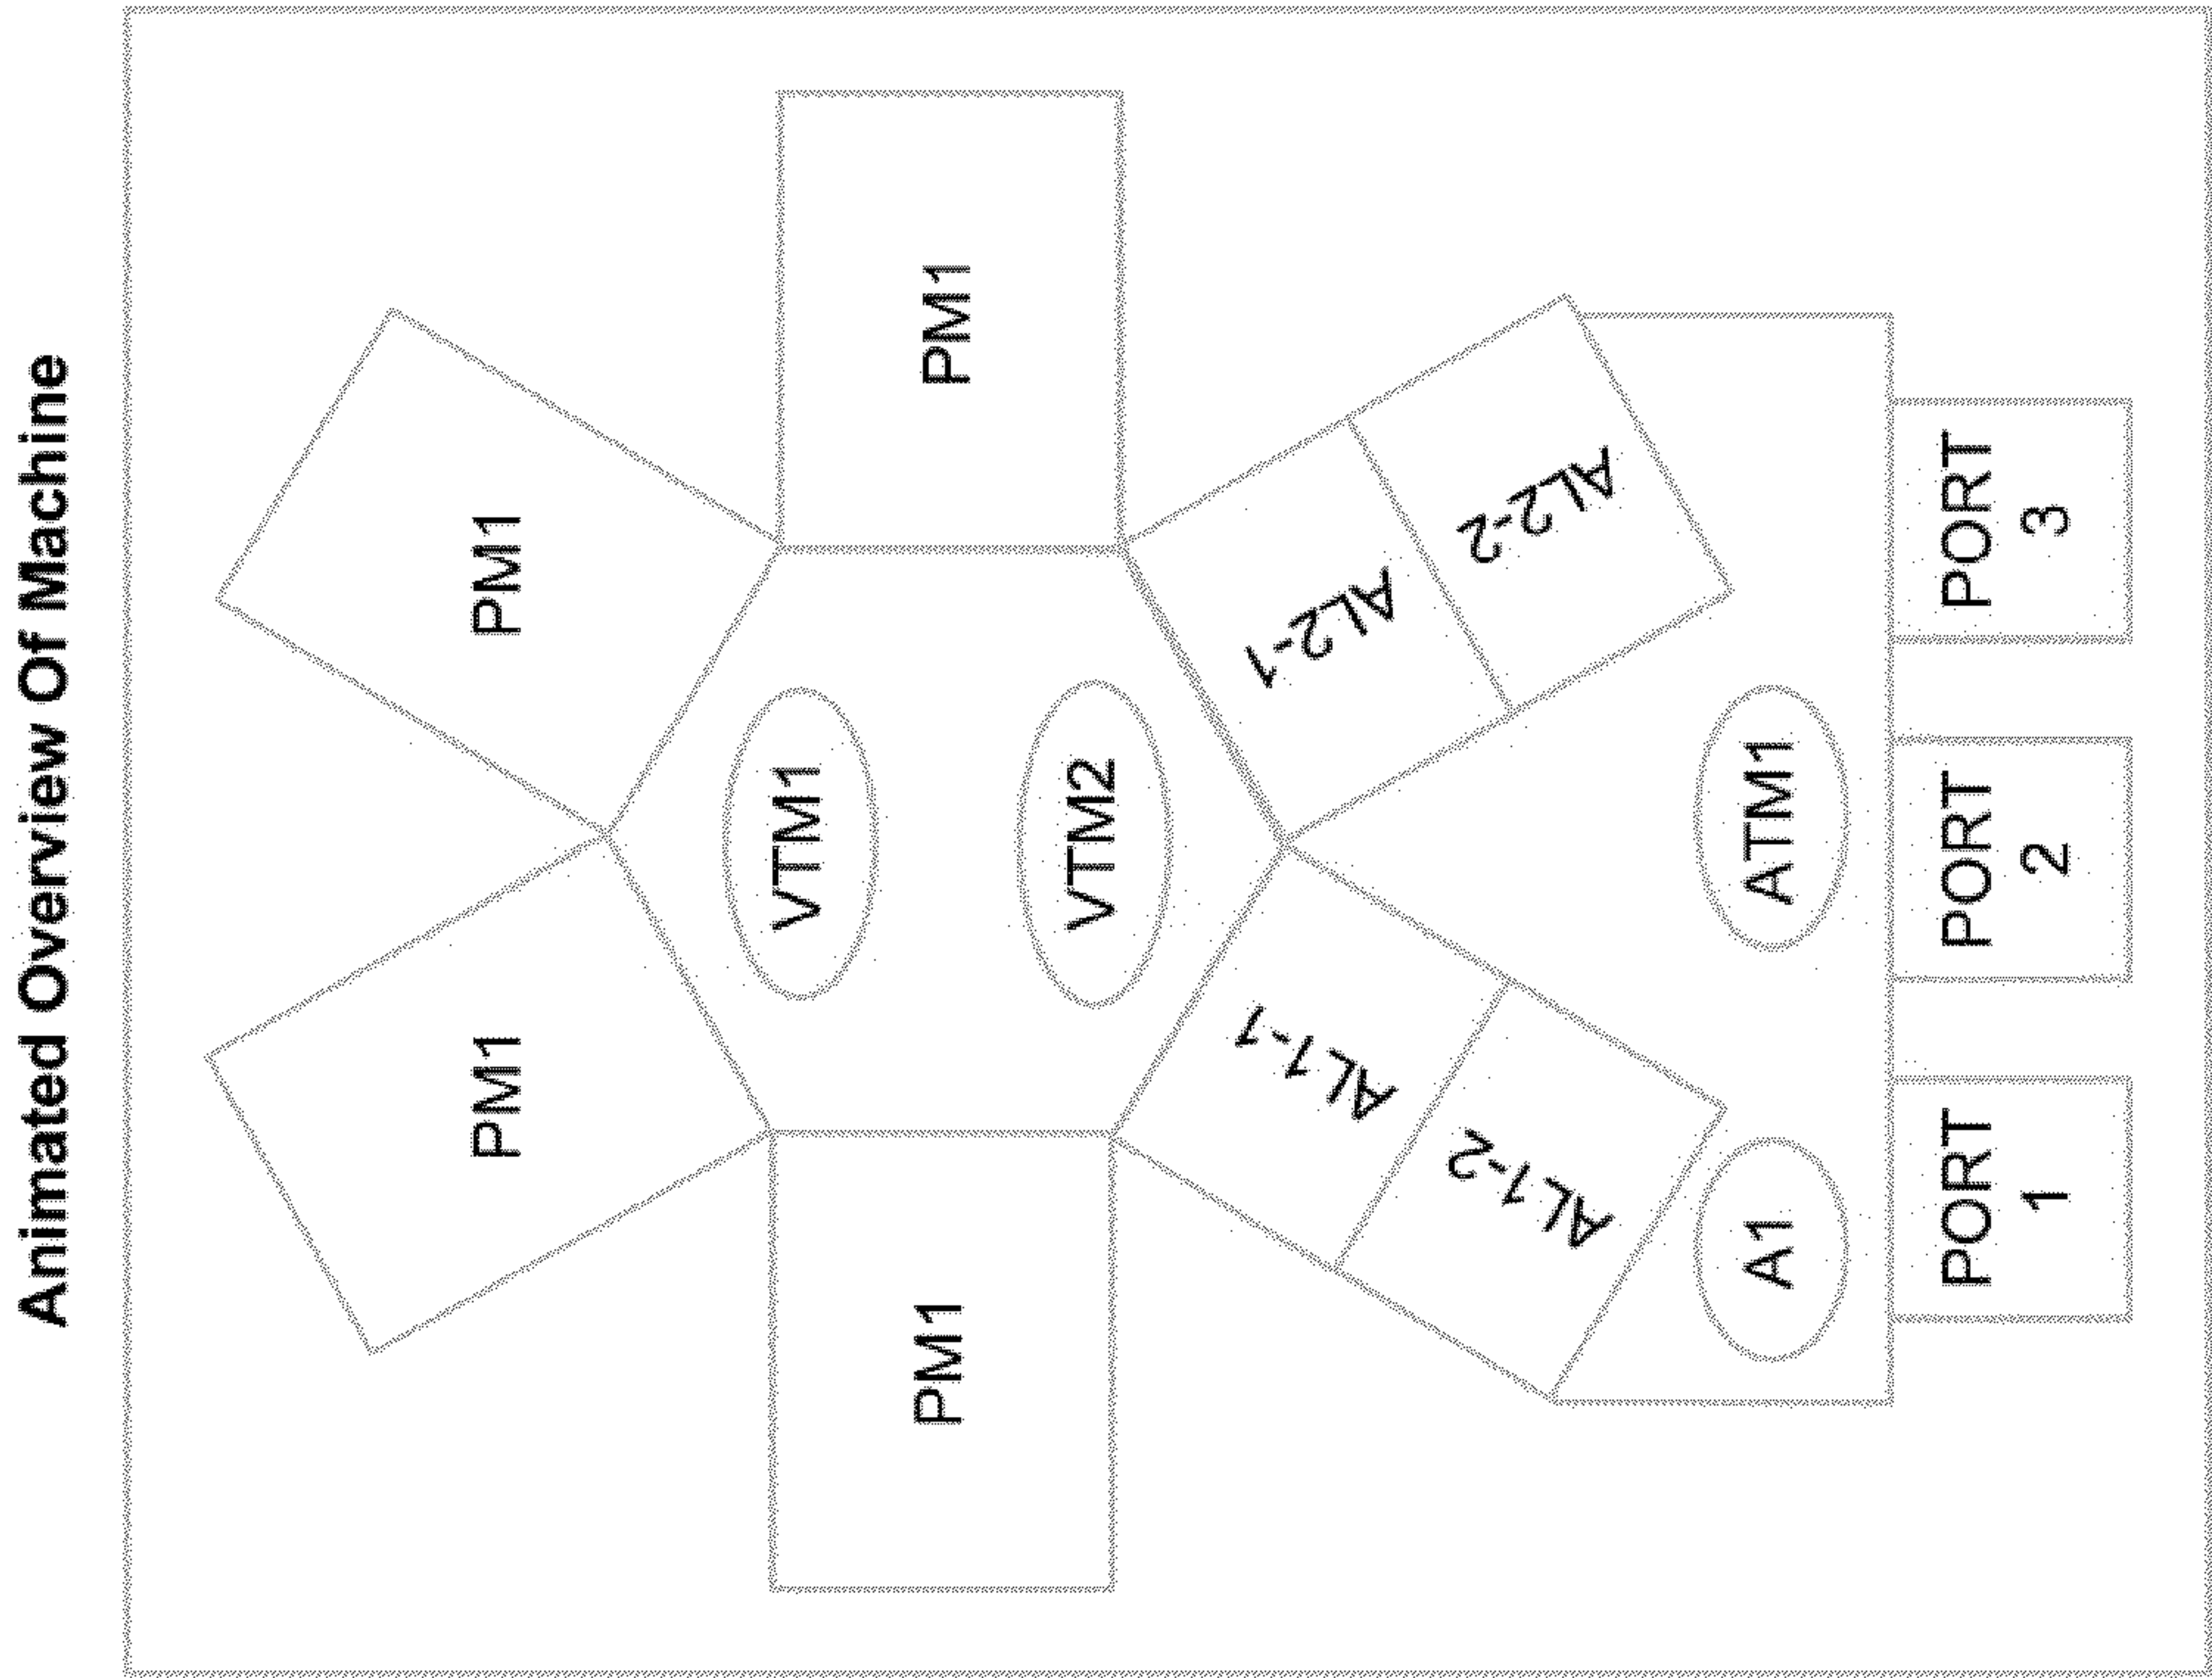 Animated Overview Of Machine
PM1
PM1
VTM1
PM1
PM1
VTM2
AL1-1
AL2-1
AL1-2
AL2-2
A1
ATM1
PORT
1
PORT
2
PORT
3